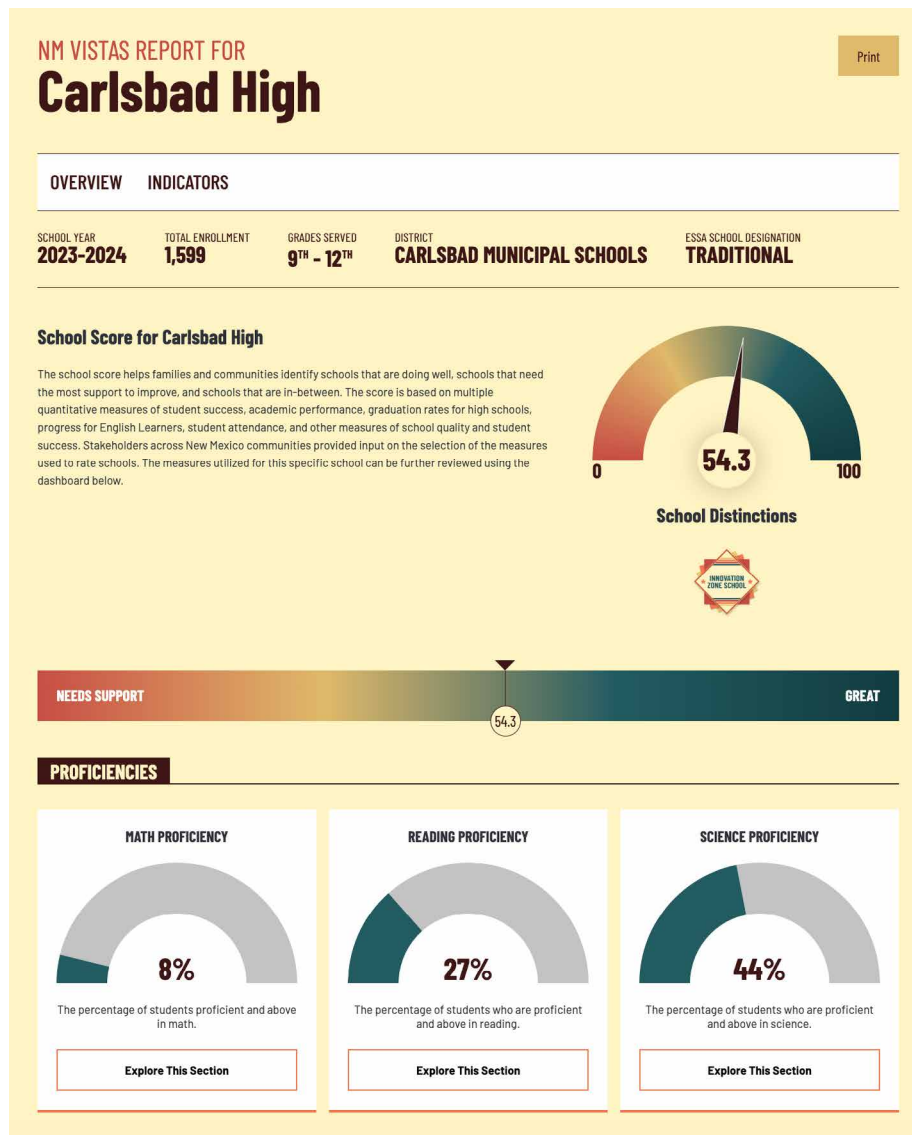 NM VISTAS REPORT FOR
Carlsbad High
Print
OVERVIEW INDICATORS
SCHOOL YEAR TOTAL ENROLLMENT GRADES SERVED DISTRICT ESSA SCHOOL DESIGNATION
2023-2024 1,599 9TH - 12TH CARLSBAD MUNICIPAL SCHOOLS TRADITIONAL
School Score for Carlsbad High
The school score helps families and communities identify schools that are doing well, schools that need
the most support to improve, and schools that are in-between. The score is based on multiple
quantitative measures of student success, academic performance, graduation rates for high schools,
progress for English Learners, student attendance, and other measures of school quality and student
success. Stakeholders across New Mexico communities provided input on the selection of the measures
used to rate schools. The measures utilized for this specific school can be further reviewed using the
dashboard below.
54.3
0 100
School Distinctions
INNOVATION
ZONE SCHOOL
NEEDS SUPPORT GREAT
54.3
PROFICIENCIES
MATH PROFICIENCY
8%
The percentage of students proficient and above
in math.
Explore This Section
READING PROFICIENCY
27%
The percentage of students who are proficient
and above in reading.
Explore This Section
SCIENCE PROFICIENCY
44%
The percentage of students who are proficient
and above in science.
Explore This Section